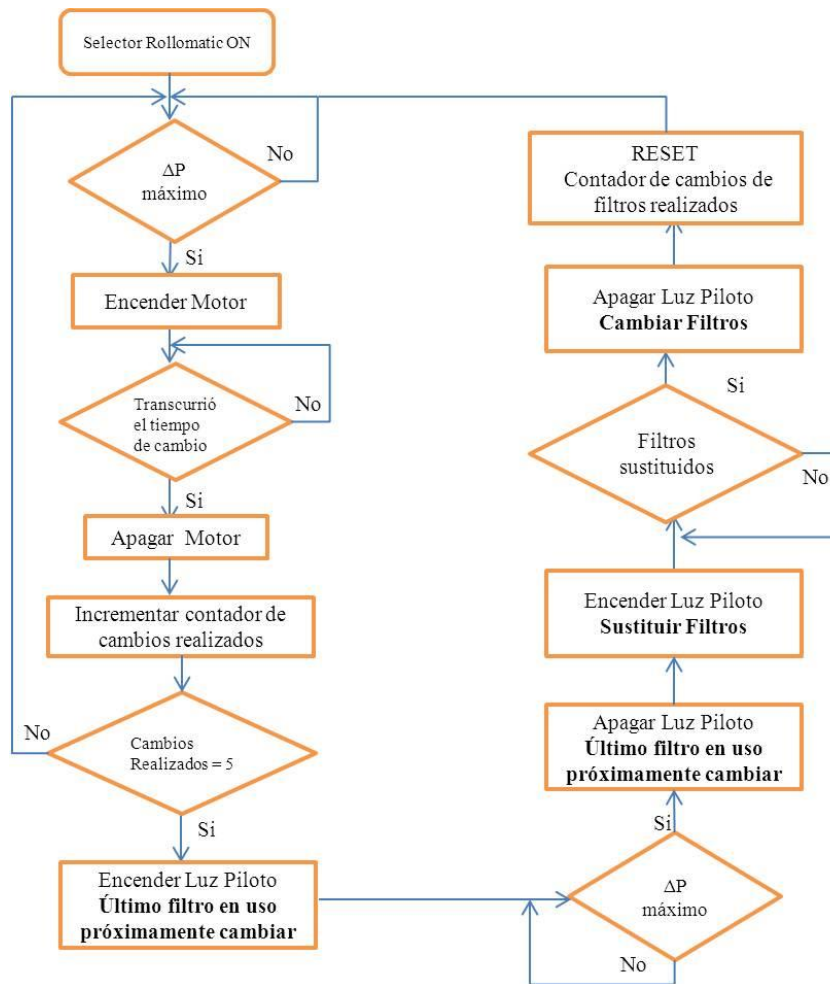 Selector Rollomatic ON
ΔP
máximo
No
Si
Encender Motor
Transcurrió
el tiempo
de cambio
No
Si
Apagar Motor
Incrementar contador de
cambios realizados
No
Cambios
Realizados = 5
Si
Encender Luz Piloto
Último filtro en uso
próximamente cambiar
ΔP
máximo
No
Si
Apagar Luz Piloto
Último filtro en uso
próximamente cambiar
Encender Luz Piloto
Sustituir Filtros
Filtros
sustituidos
No
Si
Apagar Luz Piloto
Cambiar Filtros
RESET
Contador de cambios de
filtros realizados